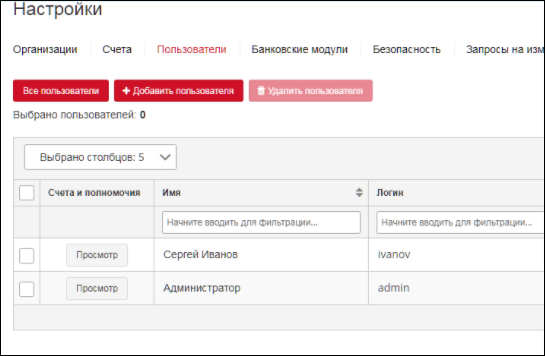 Настройки
Организации Счета Пользователи Банковские модули Безопасность Запросы на изм
Все пользователи + Добавить пользователя Удалить пользователя
Выбрано пользователей: 0
Выбрано столбцов: 5
Счета и полномочия Имя Логин
Начните вводить для фильтрации... Начните вводить для фильтрации...
Просмотр Сергей Иванов ivanov
Просмотр Администратор admin